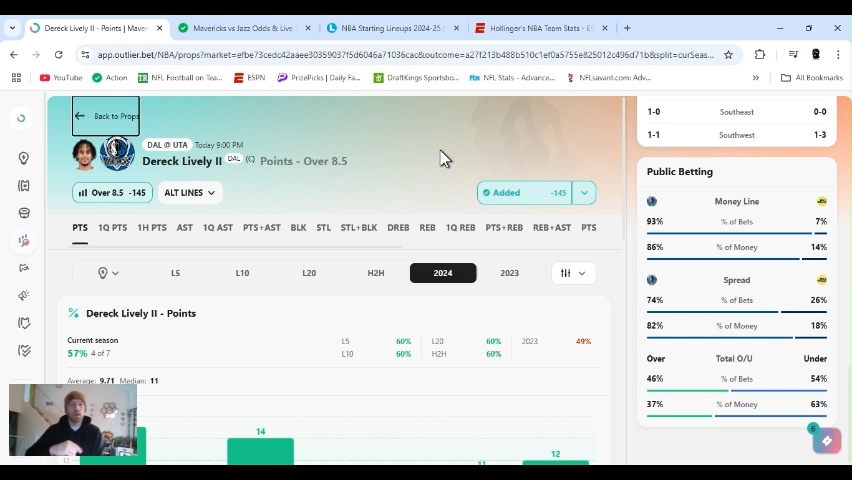 Dereck Lively II - Points | Maver
Mavericks vs Jazz Odds & Live
NBA Starting Lineups 2024-25
Hollinger's NBA Team Stats - ES
app.outlier.bet/NBA/props?market=efbe73cedc42aaee30359037f5d6046a71036cac&outcome=a27f213b488b510c1ef0a5755e825012c496d71b&split=curSeas...
YouTube
Action
NFL Football on Tea...
ESPN
PrizePicks | Daily Fa...
DraftKings Sportsbo...
NFL Stats - Advance...
NFLsavant.com: Adv...
All Bookmarks
Back to Props
DAL @ UTA Today 9:00 PM
Dereck Lively II DAL (C) Points - Over 8.5
Over 8.5 -145
ALT LINES
Added -145
PTS 1Q PTS 1H PTS AST 1Q AST PTS+AST BLK STL STL+BLK DREB REB 1Q REB PTS+REB REB+AST PTS
L5 L10 L20 H2H 2024 2023
Dereck Lively II - Points
Current season
57% 4 of 7
L5 60% L20 60% 2023 49%
L10 60% H2H 60%
Average: 9.71 Median: 11
14
11
12
1-0 Southeast 0-0
1-1 Southwest 1-3
Public Betting
Money Line
93% % of Bets 7%
86% % of Money 14%
Spread
74% % of Bets 26%
82% % of Money 18%
Over Total O/U Under
46% % of Bets 54%
37% % of Money 63%
6